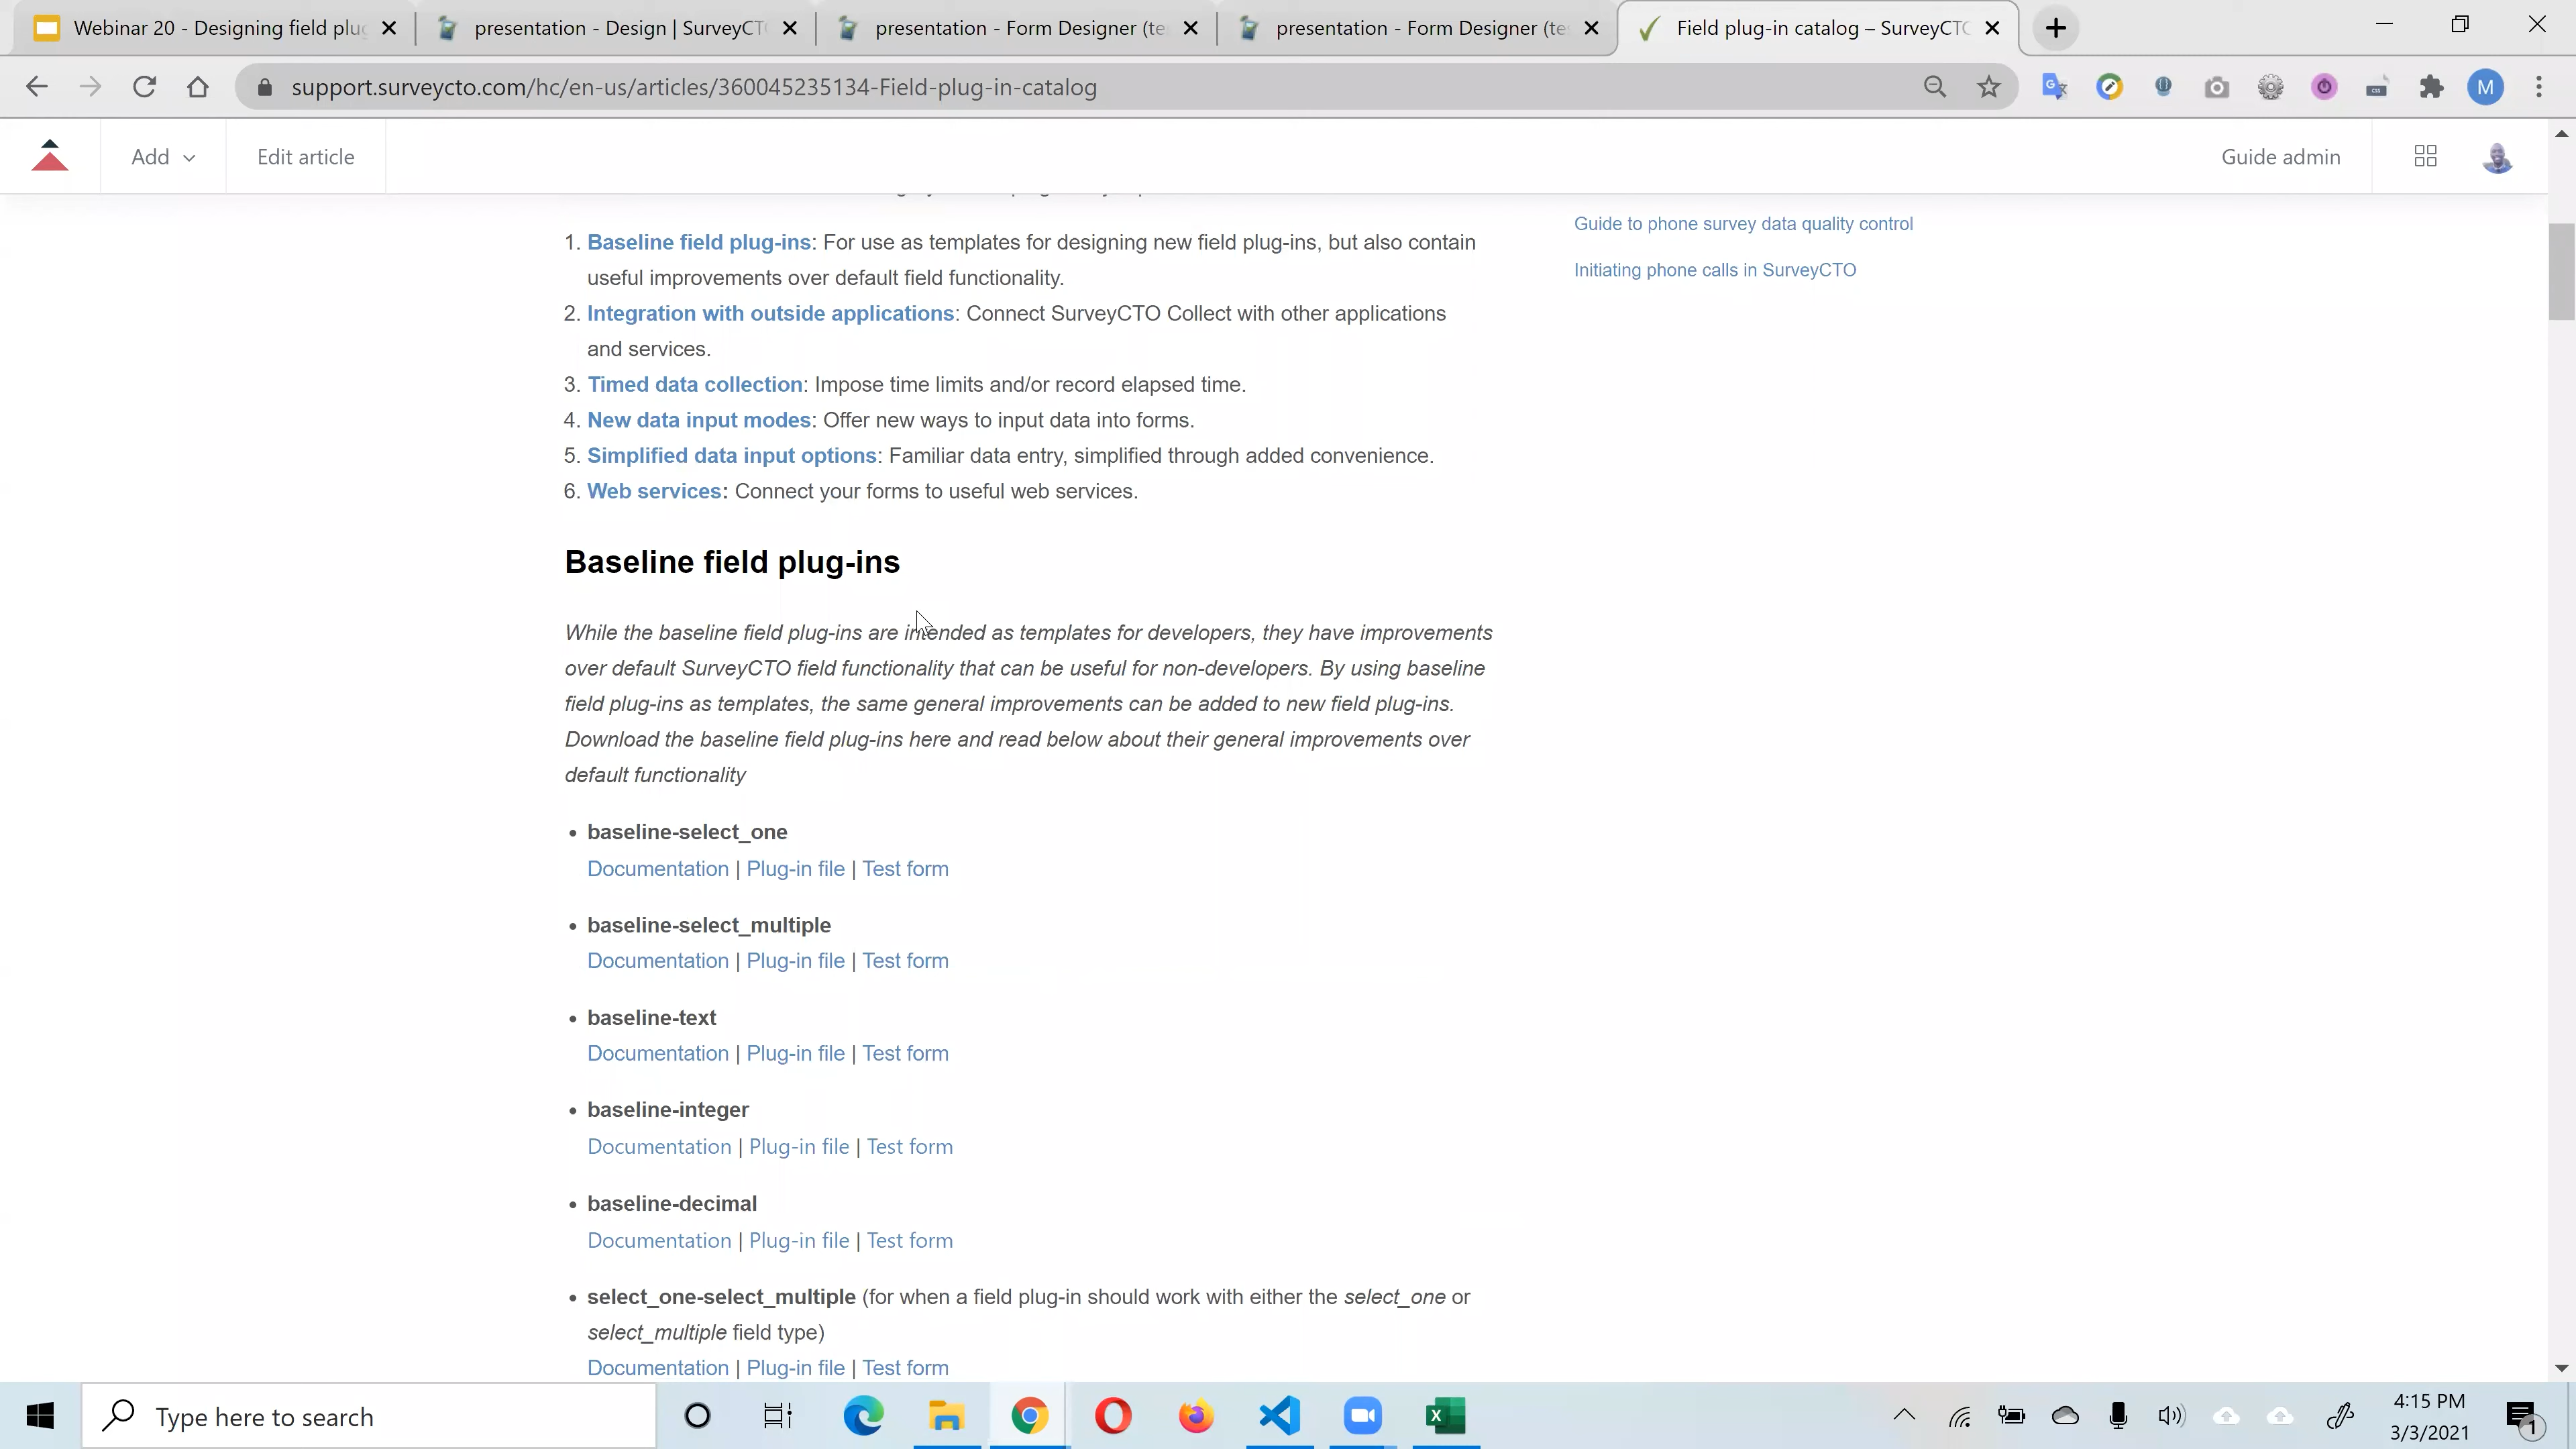 Webinar 20 - Designing field plug
presentation - Design | SurveyCT
presentation - Form Designer (te
presentation - Form Designer (te
Field plug-in catalog – SurveyCTO
support.surveycto.com/hc/en-us/articles/360045235134-Field-plug-in-catalog
M
Add
Edit article
Guide admin
1. Baseline field plug-ins: For use as templates for designing new field plug-ins, but also contain
useful improvements over default field functionality.
2. Integration with outside applications: Connect SurveyCTO Collect with other applications
and services.
3. Timed data collection: Impose time limits and/or record elapsed time.
4. New data input modes: Offer new ways to input data into forms.
5. Simplified data input options: Familiar data entry, simplified through added convenience.
6. Web services: Connect your forms to useful web services.
Guide to phone survey data quality control
Initiating phone calls in SurveyCTO
Baseline field plug-ins
While the baseline field plug-ins are intended as templates for developers, they have improvements
over default SurveyCTO field functionality that can be useful for non-developers. By using baseline
field plug-ins as templates, the same general improvements can be added to new field plug-ins.
Download the baseline field plug-ins here and read below about their general improvements over
default functionality
• baseline-select_one
Documentation | Plug-in file | Test form
• baseline-select_multiple
Documentation | Plug-in file | Test form
• baseline-text
Documentation | Plug-in file | Test form
• baseline-integer
Documentation | Plug-in file | Test form
• baseline-decimal
Documentation | Plug-in file | Test form
• select_one-select_multiple (for when a field plug-in should work with either the select_one or
select_multiple field type)
Documentation | Plug-in file | Test form
Type here to search
4:15 PM
3/3/2021
1